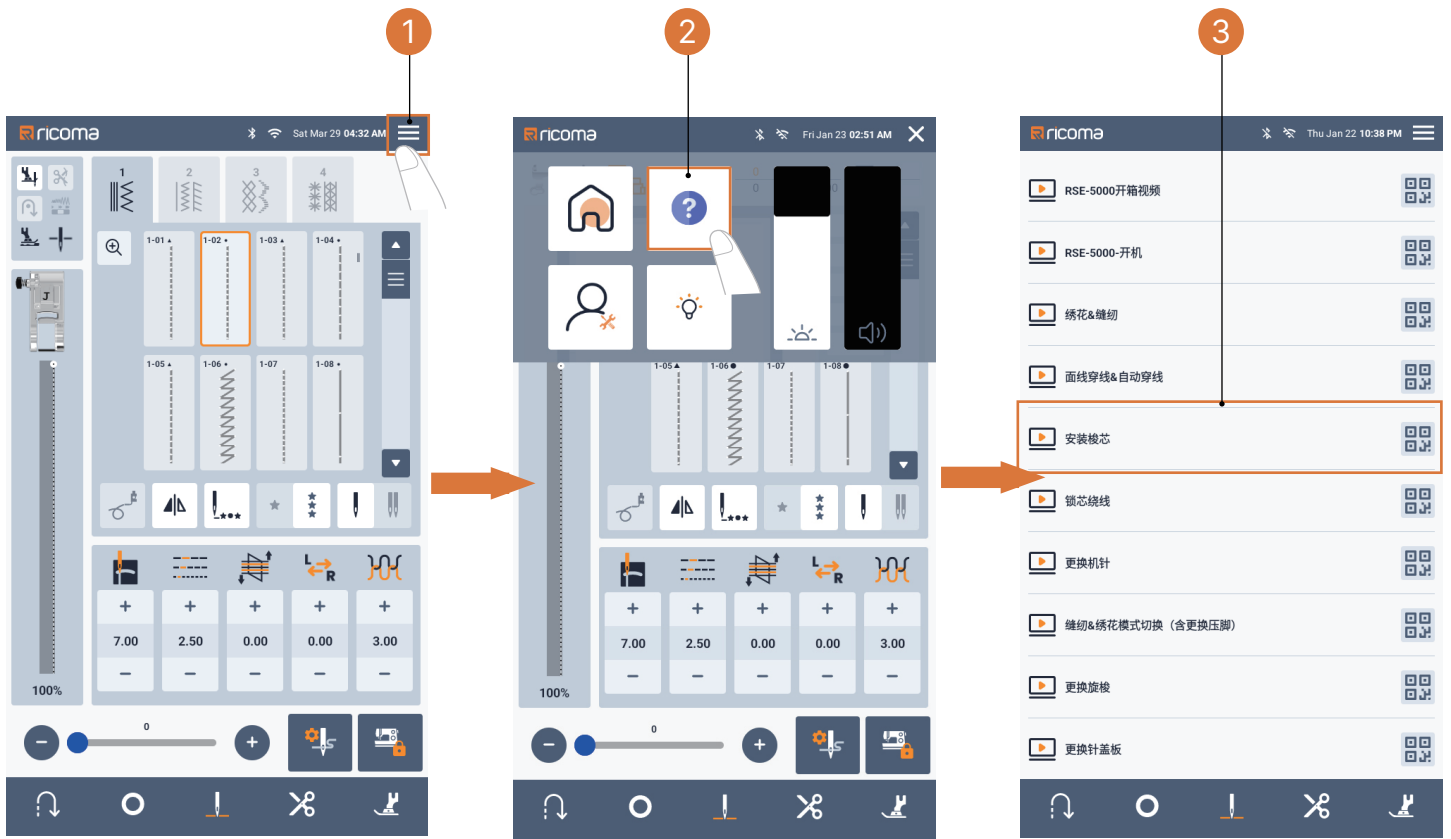 1
2
3
ricoma
Sat Mar 29 04:32 AM
1
2
3
4
1-01
1-02
1-03
1-04
J
1-05
1-06
1-07
1-08
L
R
+
+
+
+
+
7.00
2.50
0.00
0.00
3.00
−
−
−
−
−
100%
0
−
+
ricoma
Fri Jan 23 02:51 AM
0
0
00
?
1-05
1-06
1-07
1-08
L
R
+
+
+
+
+
7.00
2.50
0.00
0.00
3.00
−
−
−
−
−
100%
0
−
+
ricoma
Thu Jan 22 10:38 PM
RSE-5000开箱视频
RSE-5000-开机
绣花&缝纫
面线穿线&自动穿线
安装梭芯
锁芯绕线
更换机针
缝纫&绣花模式切换（含更换压脚）
更换旋梭
更换针盖板